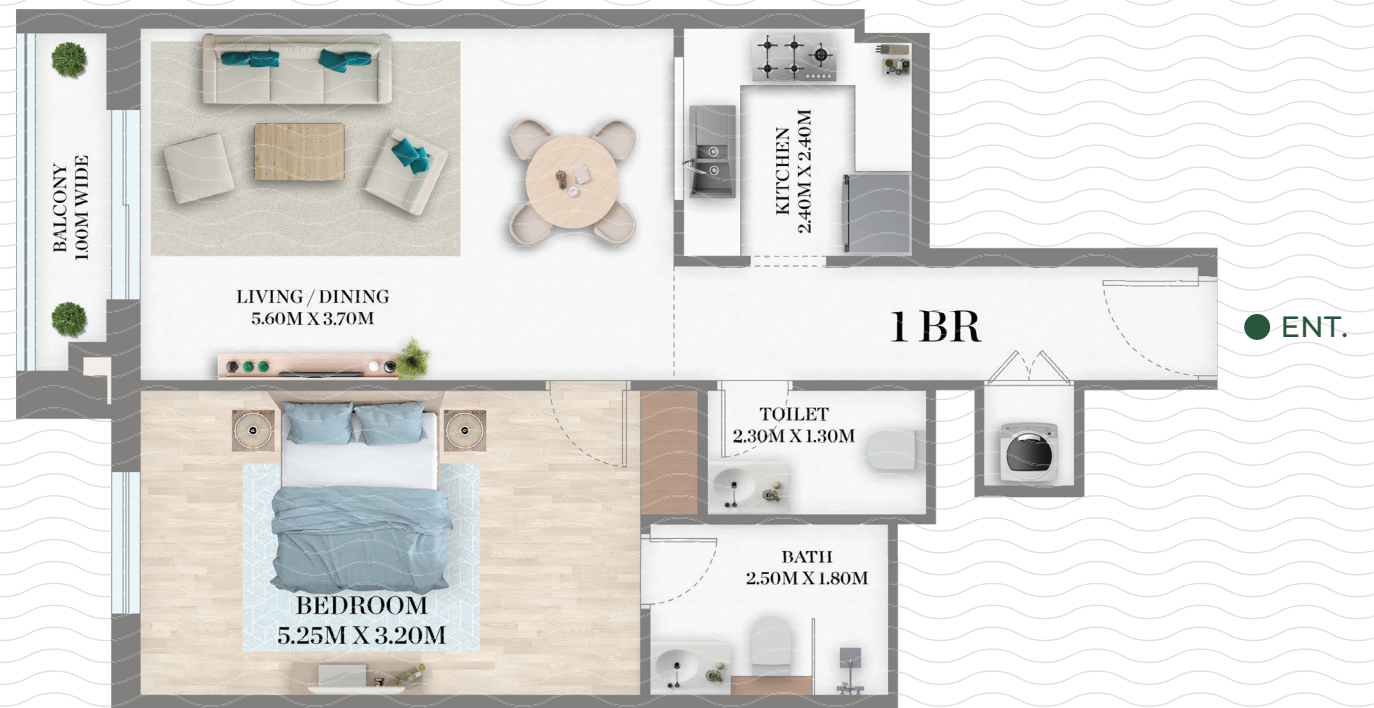 BALCONY
1.00M WIDE
LIVING / DINING
5.60M X 3.70M
KITCHEN
2.40M X 2.40M
1 BR
ENT.
TOILET
2.30M X 1.30M
BATH
2.50M X 1.80M
BEDROOM
5.25M X 3.20M